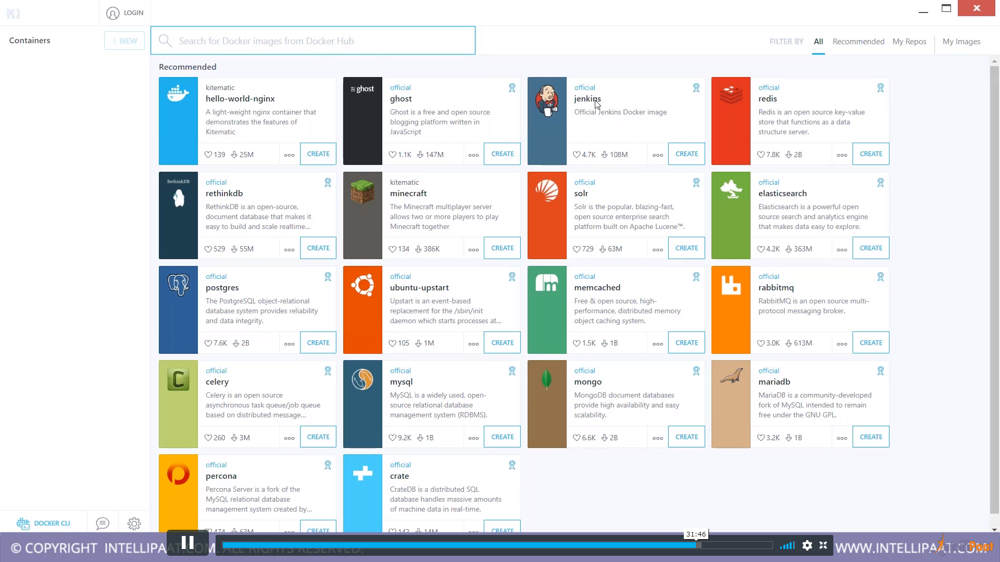 LOGIN
Containers
+ NEW
Search for Docker images from Docker Hub
FILTER BY All Recommended My Repos My Images
Recommended
kitematic
hello-world-nginx
A light-weight nginx container that
demonstrates the features of
Kitematic
139 25M CREATE
ghost
official
ghost
Ghost is a free and open source
blogging platform written in
JavaScript
1.1K 147M CREATE
official
jenkins
Official Jenkins Docker image
4.7K 108M CREATE
official
redis
Redis is an open source key-value
store that functions as a data
structure server.
7.8K 2B CREATE
RethinkDB
official
rethinkdb
RethinkDB is an open-source,
document database that makes it
easy to build and scale realtime...
529 55M CREATE
kitematic
minecraft
The Minecraft multiplayer server
allows two or more players to play
Minecraft together
134 386K CREATE
official
solr
Solr is the popular, blazing-fast,
open source enterprise search
platform built on Apache Lucene™.
729 63M CREATE
official
elasticsearch
Elasticsearch is a powerful open
source search and analytics engine
that makes data easy to explore.
4.2K 363M CREATE
official
postgres
The PostgreSQL object-relational
database system provides reliability
and data integrity.
7.6K 2B CREATE
official
ubuntu-upstart
Upstart is an event-based
replacement for the /sbin/init
daemon which starts processes at...
105 1M CREATE
official
memcached
Free & open source, high-
performance, distributed memory
object caching system.
1.5K 1B CREATE
official
rabbitmq
RabbitMQ is an open source multi-
protocol messaging broker.
3.0K 613M CREATE
C
official
celery
Celery is an open source
asynchronous task queue/job queue
based on distributed message...
260 3M CREATE
official
mysql
MySQL is a widely used, open-
source relational database
management system (RDBMS).
9.2K 1B CREATE
official
mongo
MongoDB document databases
provide high availability and easy
scalability.
6.6K 2B CREATE
official
mariadb
MariaDB is a community-developed
fork of MySQL intended to remain
free under the GNU GPL.
3.2K 1B CREATE
official
percona
Percona Server is a fork of the
MySQL relational database
management system created by...
474 63M CREATE
official
crate
CrateDB is a distributed SQL
database handles massive amounts
of machine data in real-time.
142 14M CREATE
DOCKER CLI
31:46
© COPYRIGHT INTELLIPAAT.COM. ALL RIGHTS RESERVED.
WWW.INTELLIPAAT.COM
IntelliPaat